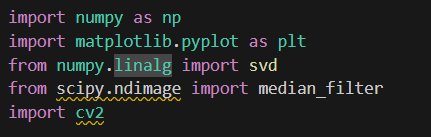 import numpy as np
import matplotlib.pyplot as plt
from numpy.linalg import svd
from scipy.ndimage import median_filter
import cv2